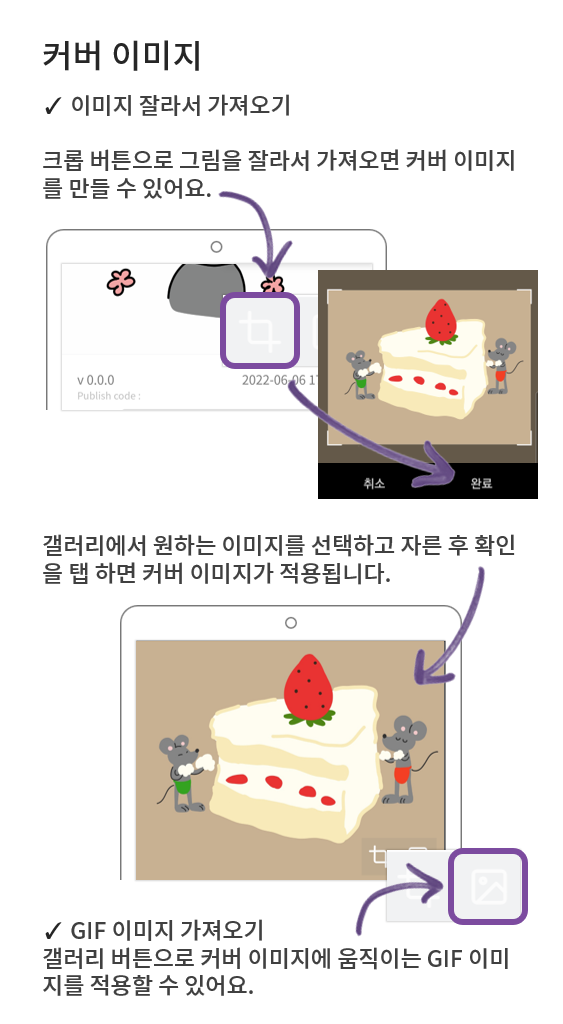 커버 이미지
✓ 이미지 잘라서 가져오기
크롭 버튼으로 그림을 잘라서 가져오면 커버 이미지
를 만들 수 있어요.
v 0.0.0
2022-06-06
Publish code :
취소
완료
갤러리에서 원하는 이미지를 선택하고 자른 후 확인
을 탭 하면 커버 이미지가 적용됩니다.
✓ GIF 이미지 가져오기
갤러리 버튼으로 커버 이미지에 움직이는 GIF 이미
지를 적용할 수 있어요.